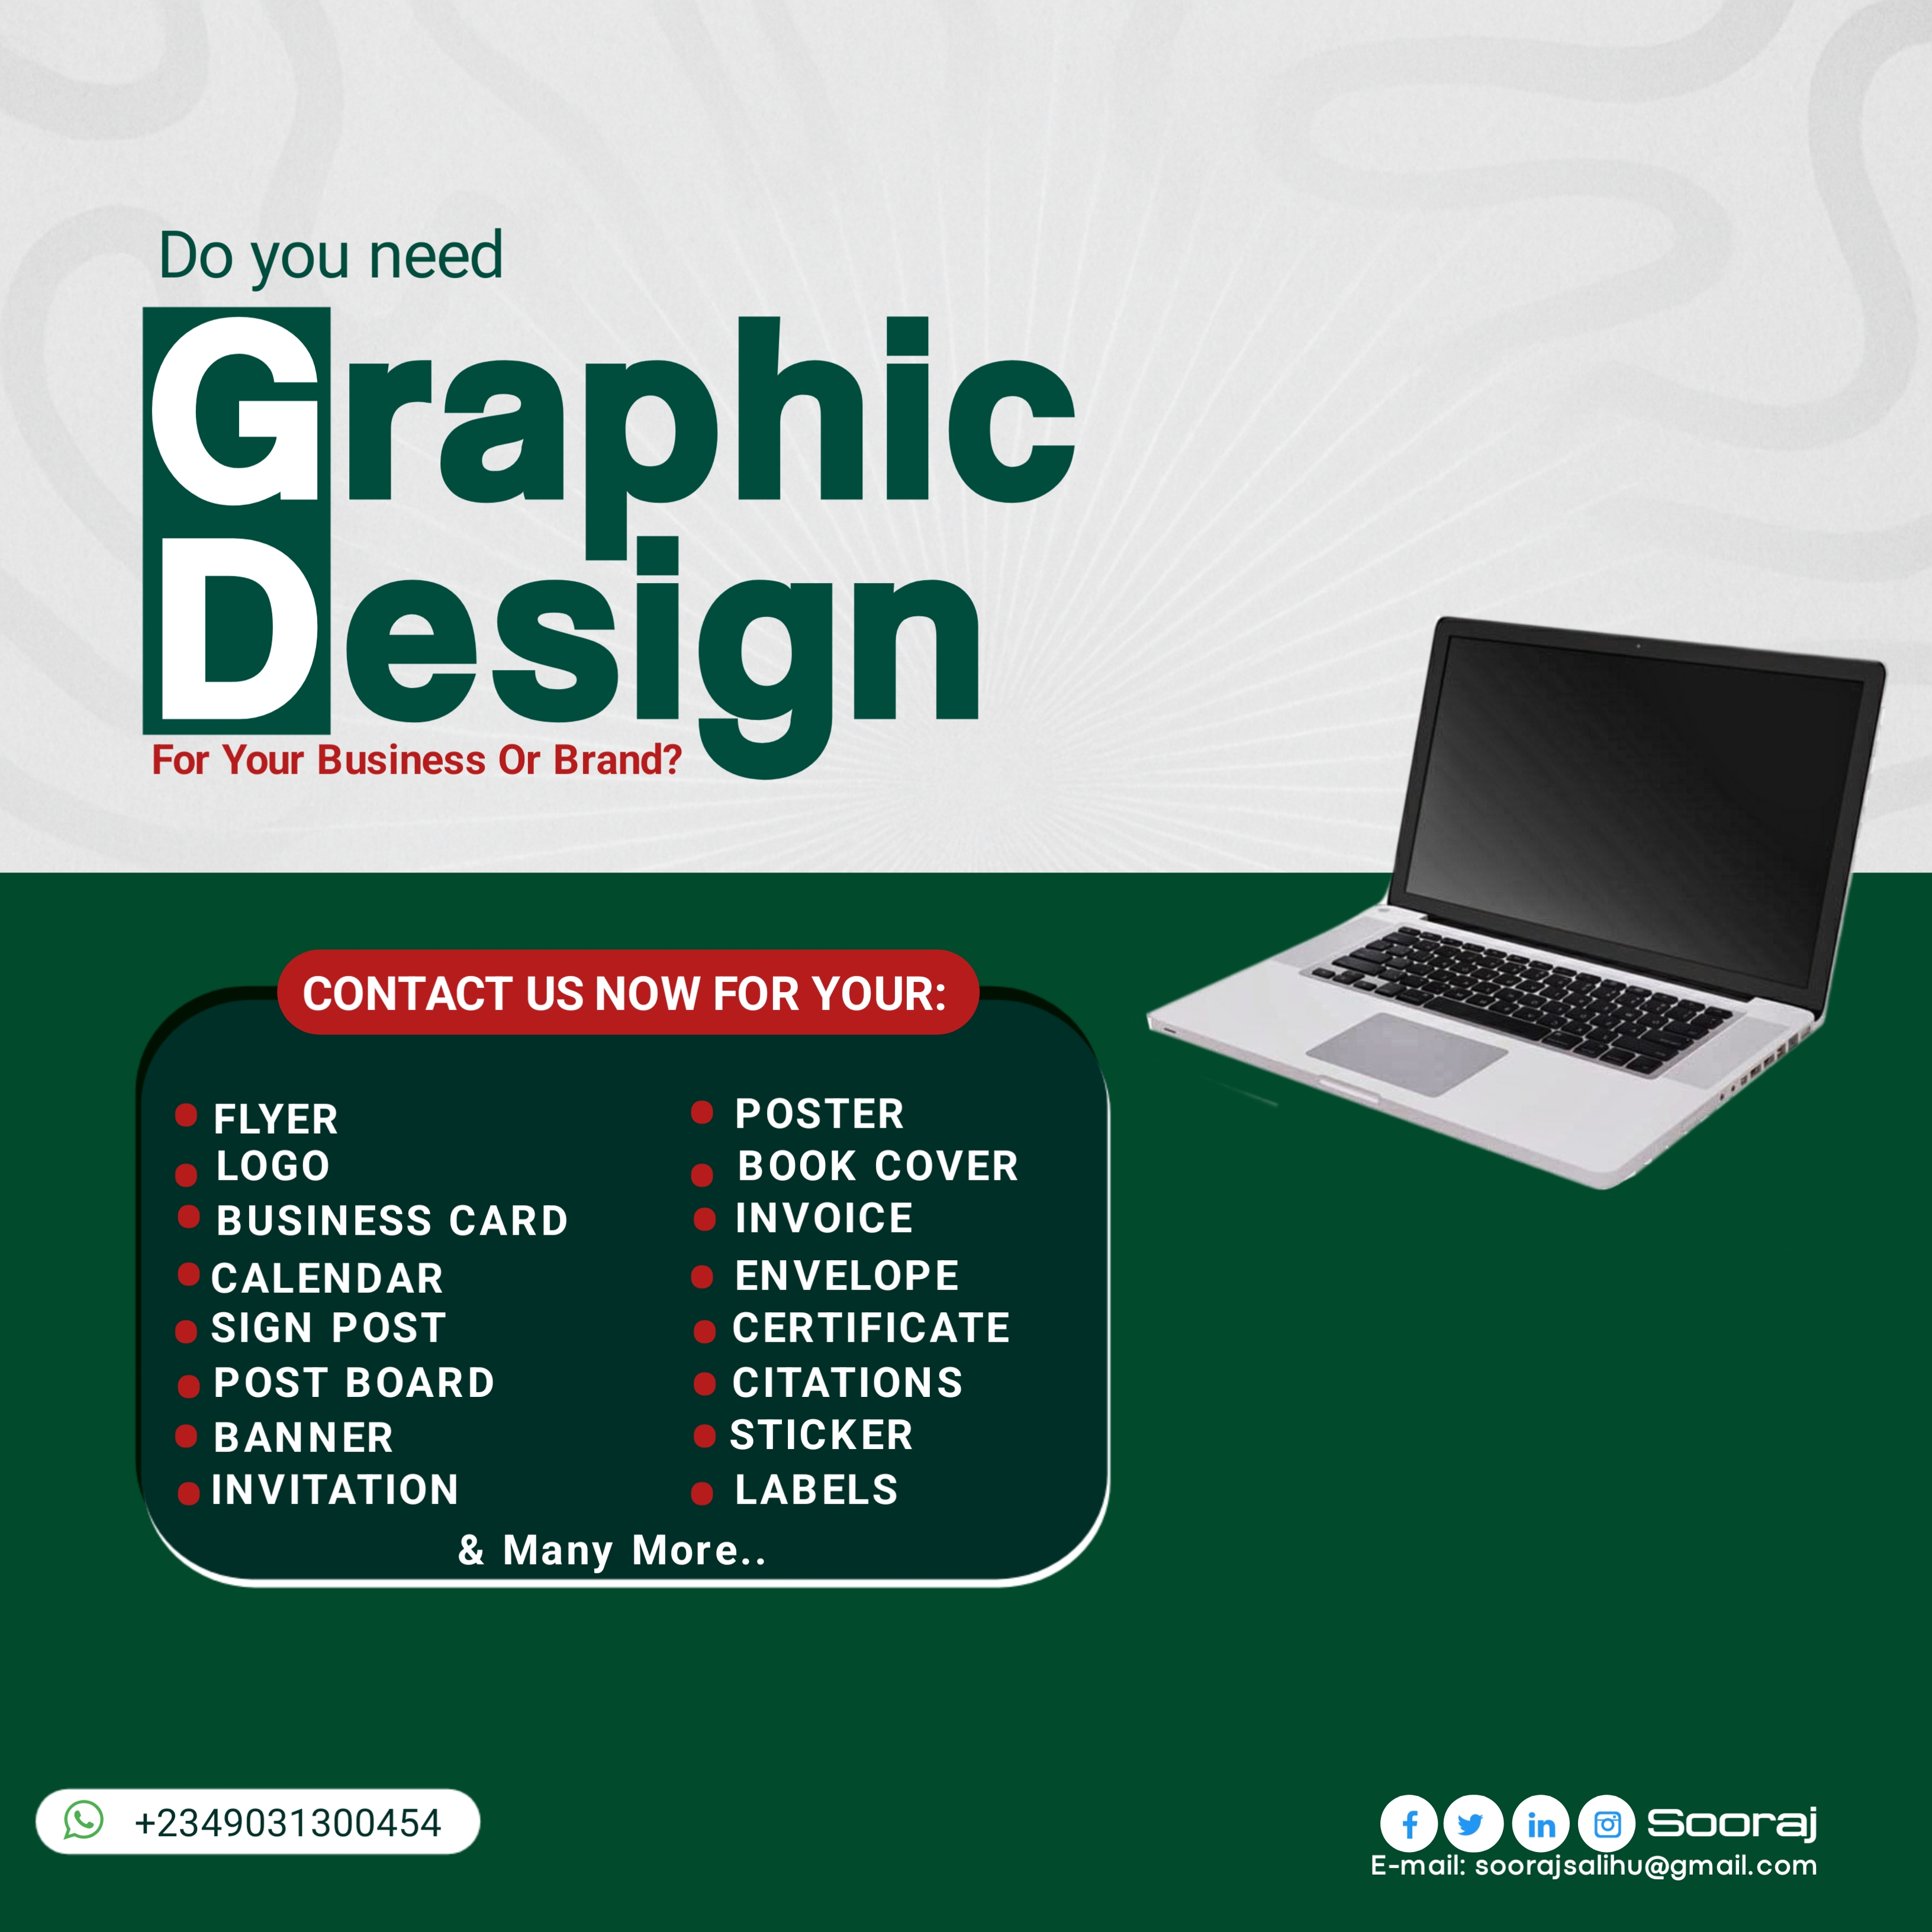 Do you need
Graphic
Design
For Your Business Or Brand?
CONTACT US NOW FOR YOUR:
FLYER
LOGO
BUSINESS CARD
CALENDAR
SIGN POST
POST BOARD
BANNER
INVITATION
POSTER
BOOK COVER
INVOICE
ENVELOPE
CERTIFICATE
CITATIONS
STICKER
LABELS
& Many More..
+2349031300454
Sooraj
E-mail: soorajsalihu@gmail.com